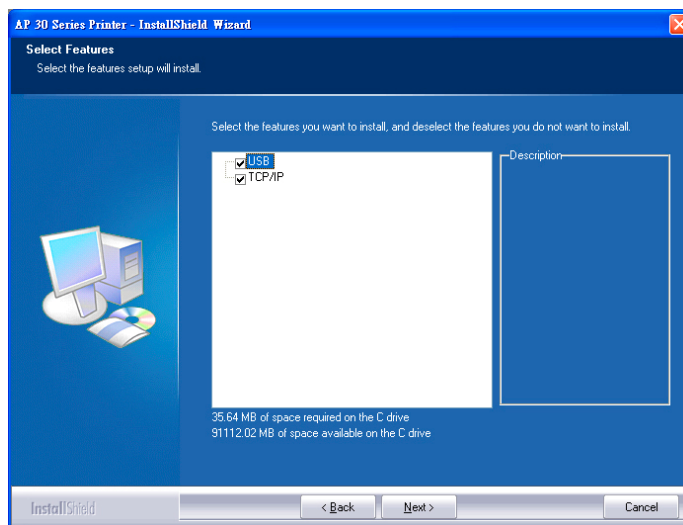 AP 30 Series Printer - InstallShield Wizard
Select Features
Select the features setup will install.
Select the features you want to install, and deselect the features you do not want to install.
USB
TCP/IP
Description
35.64 MB of space required on the C drive
91112.02 MB of space available on the C drive
InstallShield
< Back
Next >
Cancel